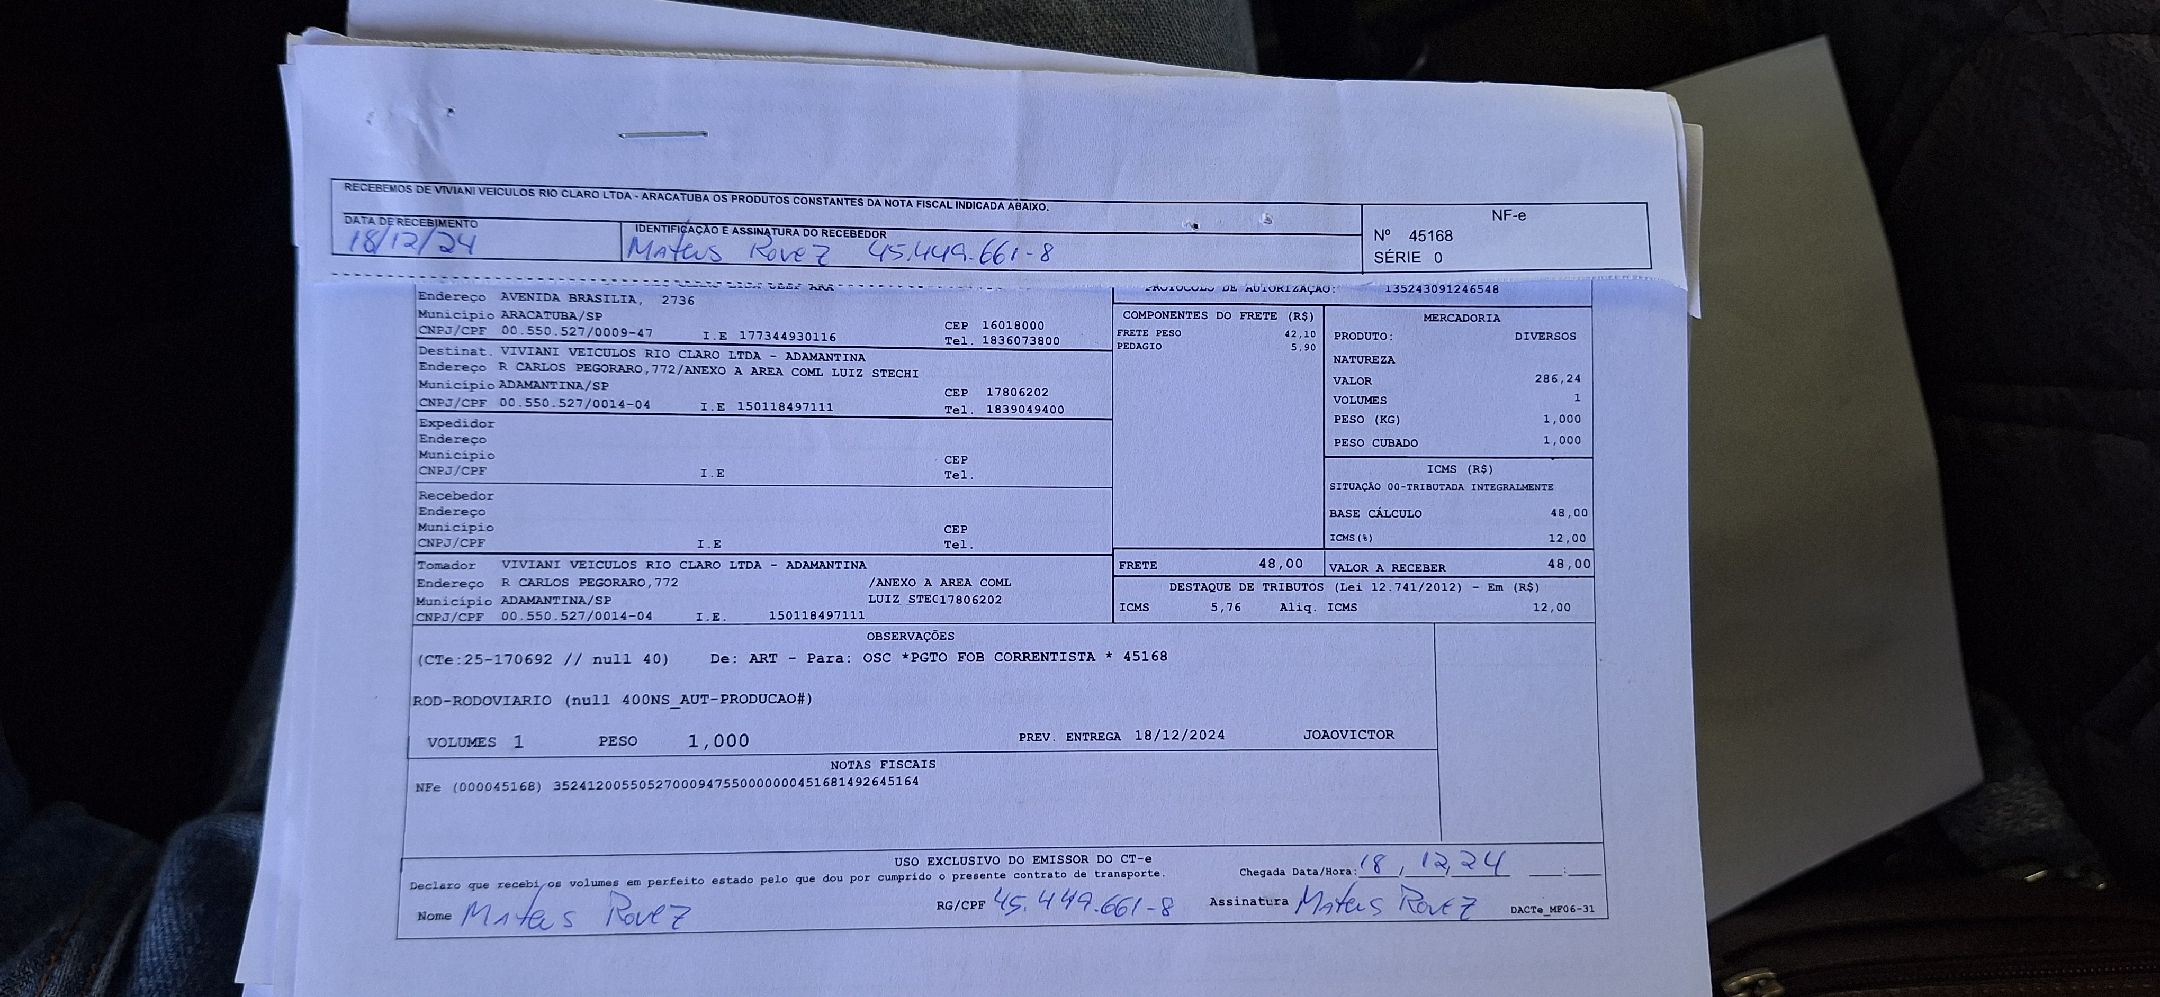 RECEBEMOS DE VIVIANI VEICULOS RIO CLARO LTDA - ARACATUBA OS PRODUTOS CONSTANTES DA NOTA FISCAL INDICADA ABAIXO.
DATA DE RECEBIMENTO
18/12/24
IDENTIFICAÇÃO E ASSINATURA DO RECEBEDOR
Mateus Rovez 45.449.661-8
NF-e
Nº 45168
SÉRIE 0
Endereço AVENIDA BRASILIA, 2736
Município ARACATUBA/SP
CEP 16018000
CNPJ/CPF 00.550.527/0009-47 I.E 177344930116 Tel. 1836073800
Destinat. VIVIANI VEICULOS RIO CLARO LTDA - ADAMANTINA
Endereço R CARLOS PEGORARO,772/ANEXO A AREA COML LUIZ STECHI
Município ADAMANTINA/SP CEP 17806202
CNPJ/CPF 00.550.527/0014-04 I.E 150118497111 Tel. 1839049400
Expedidor
Endereço
Município CEP
CNPJ/CPF I.E Tel.
Recebedor
Endereço
Município CEP
CNPJ/CPF I.E Tel.
Tomador VIVIANI VEICULOS RIO CLARO LTDA - ADAMANTINA
Endereço R CARLOS PEGORARO,772 /ANEXO A AREA COML
Município ADAMANTINA/SP LUIZ STEC17806202
CNPJ/CPF 00.550.527/0014-04 I.E. 150118497111
PROTOCOLO DE AUTORIZAÇÃO: 135243091246548
COMPONENTES DO FRETE (R$)
FRETE PESO 42,10
PEDAGIO 5,90
MERCADORIA
PRODUTO: DIVERSOS
NATUREZA
VALOR 286,24
VOLUMES 1
PESO (KG) 1,000
PESO CUBADO 1,000
ICMS (R$)
SITUAÇÃO 00-TRIBUTADA INTEGRALMENTE
BASE CÁLCULO 48,00
ICMS(%) 12,00
FRETE 48,00 VALOR A RECEBER 48,00
DESTAQUE DE TRIBUTOS (Lei 12.741/2012) - Em (R$)
ICMS 5,76 Aliq. ICMS 12,00
OBSERVAÇÕES
(CTe:25-170692 // null 40) De: ART - Para: OSC *PGTO FOB CORRENTISTA * 45168
ROD-RODOVIARIO (null 400NS_AUT-PRODUCAO#)
VOLUMES 1 PESO 1,000 PREV. ENTREGA 18/12/2024 JOAOVICTOR
NOTAS FISCAIS
NFe (000045168) 35241200550527000947550000000451681492645164
USO EXCLUSIVO DO EMISSOR DO CT-e
Declaro que recebi os volumes em perfeito estado pelo que dou por cumprido o presente contrato de transporte.
Chegada Data/Hora: 18, 12, 24 __:__
Nome Mateus Rovez RG/CPF 45.449.661-8 Assinatura Mateus Rovez DACTe_MF06-31